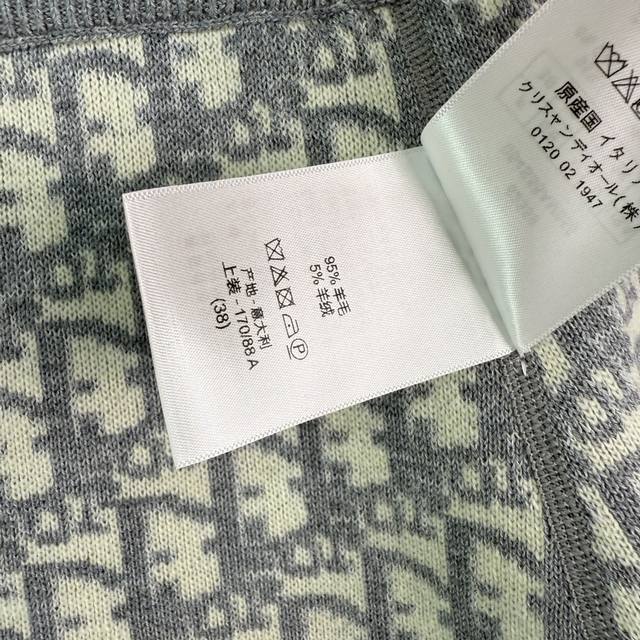 95% 羊毛
5% 羊绒
产地 - 意大利
上装 - 170/88 A
(38)
原産国 イタリ
クリスチャンディオール(株)
0120 02 1947